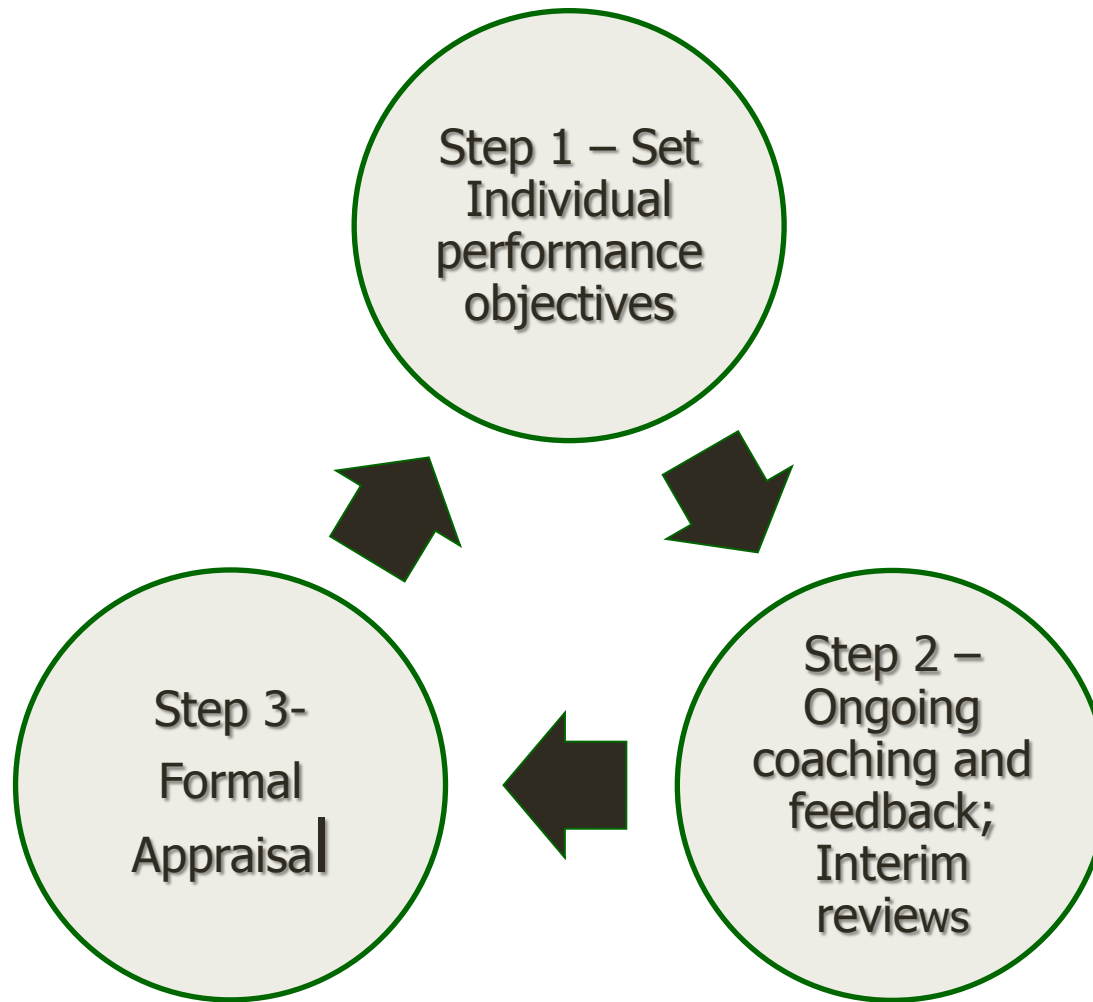 Step 1 – Set
Individual
performance
objectives
Step 2 –
Ongoing
coaching and
feedback;
Interim
reviews
Step 3-
Formal
Appraisal